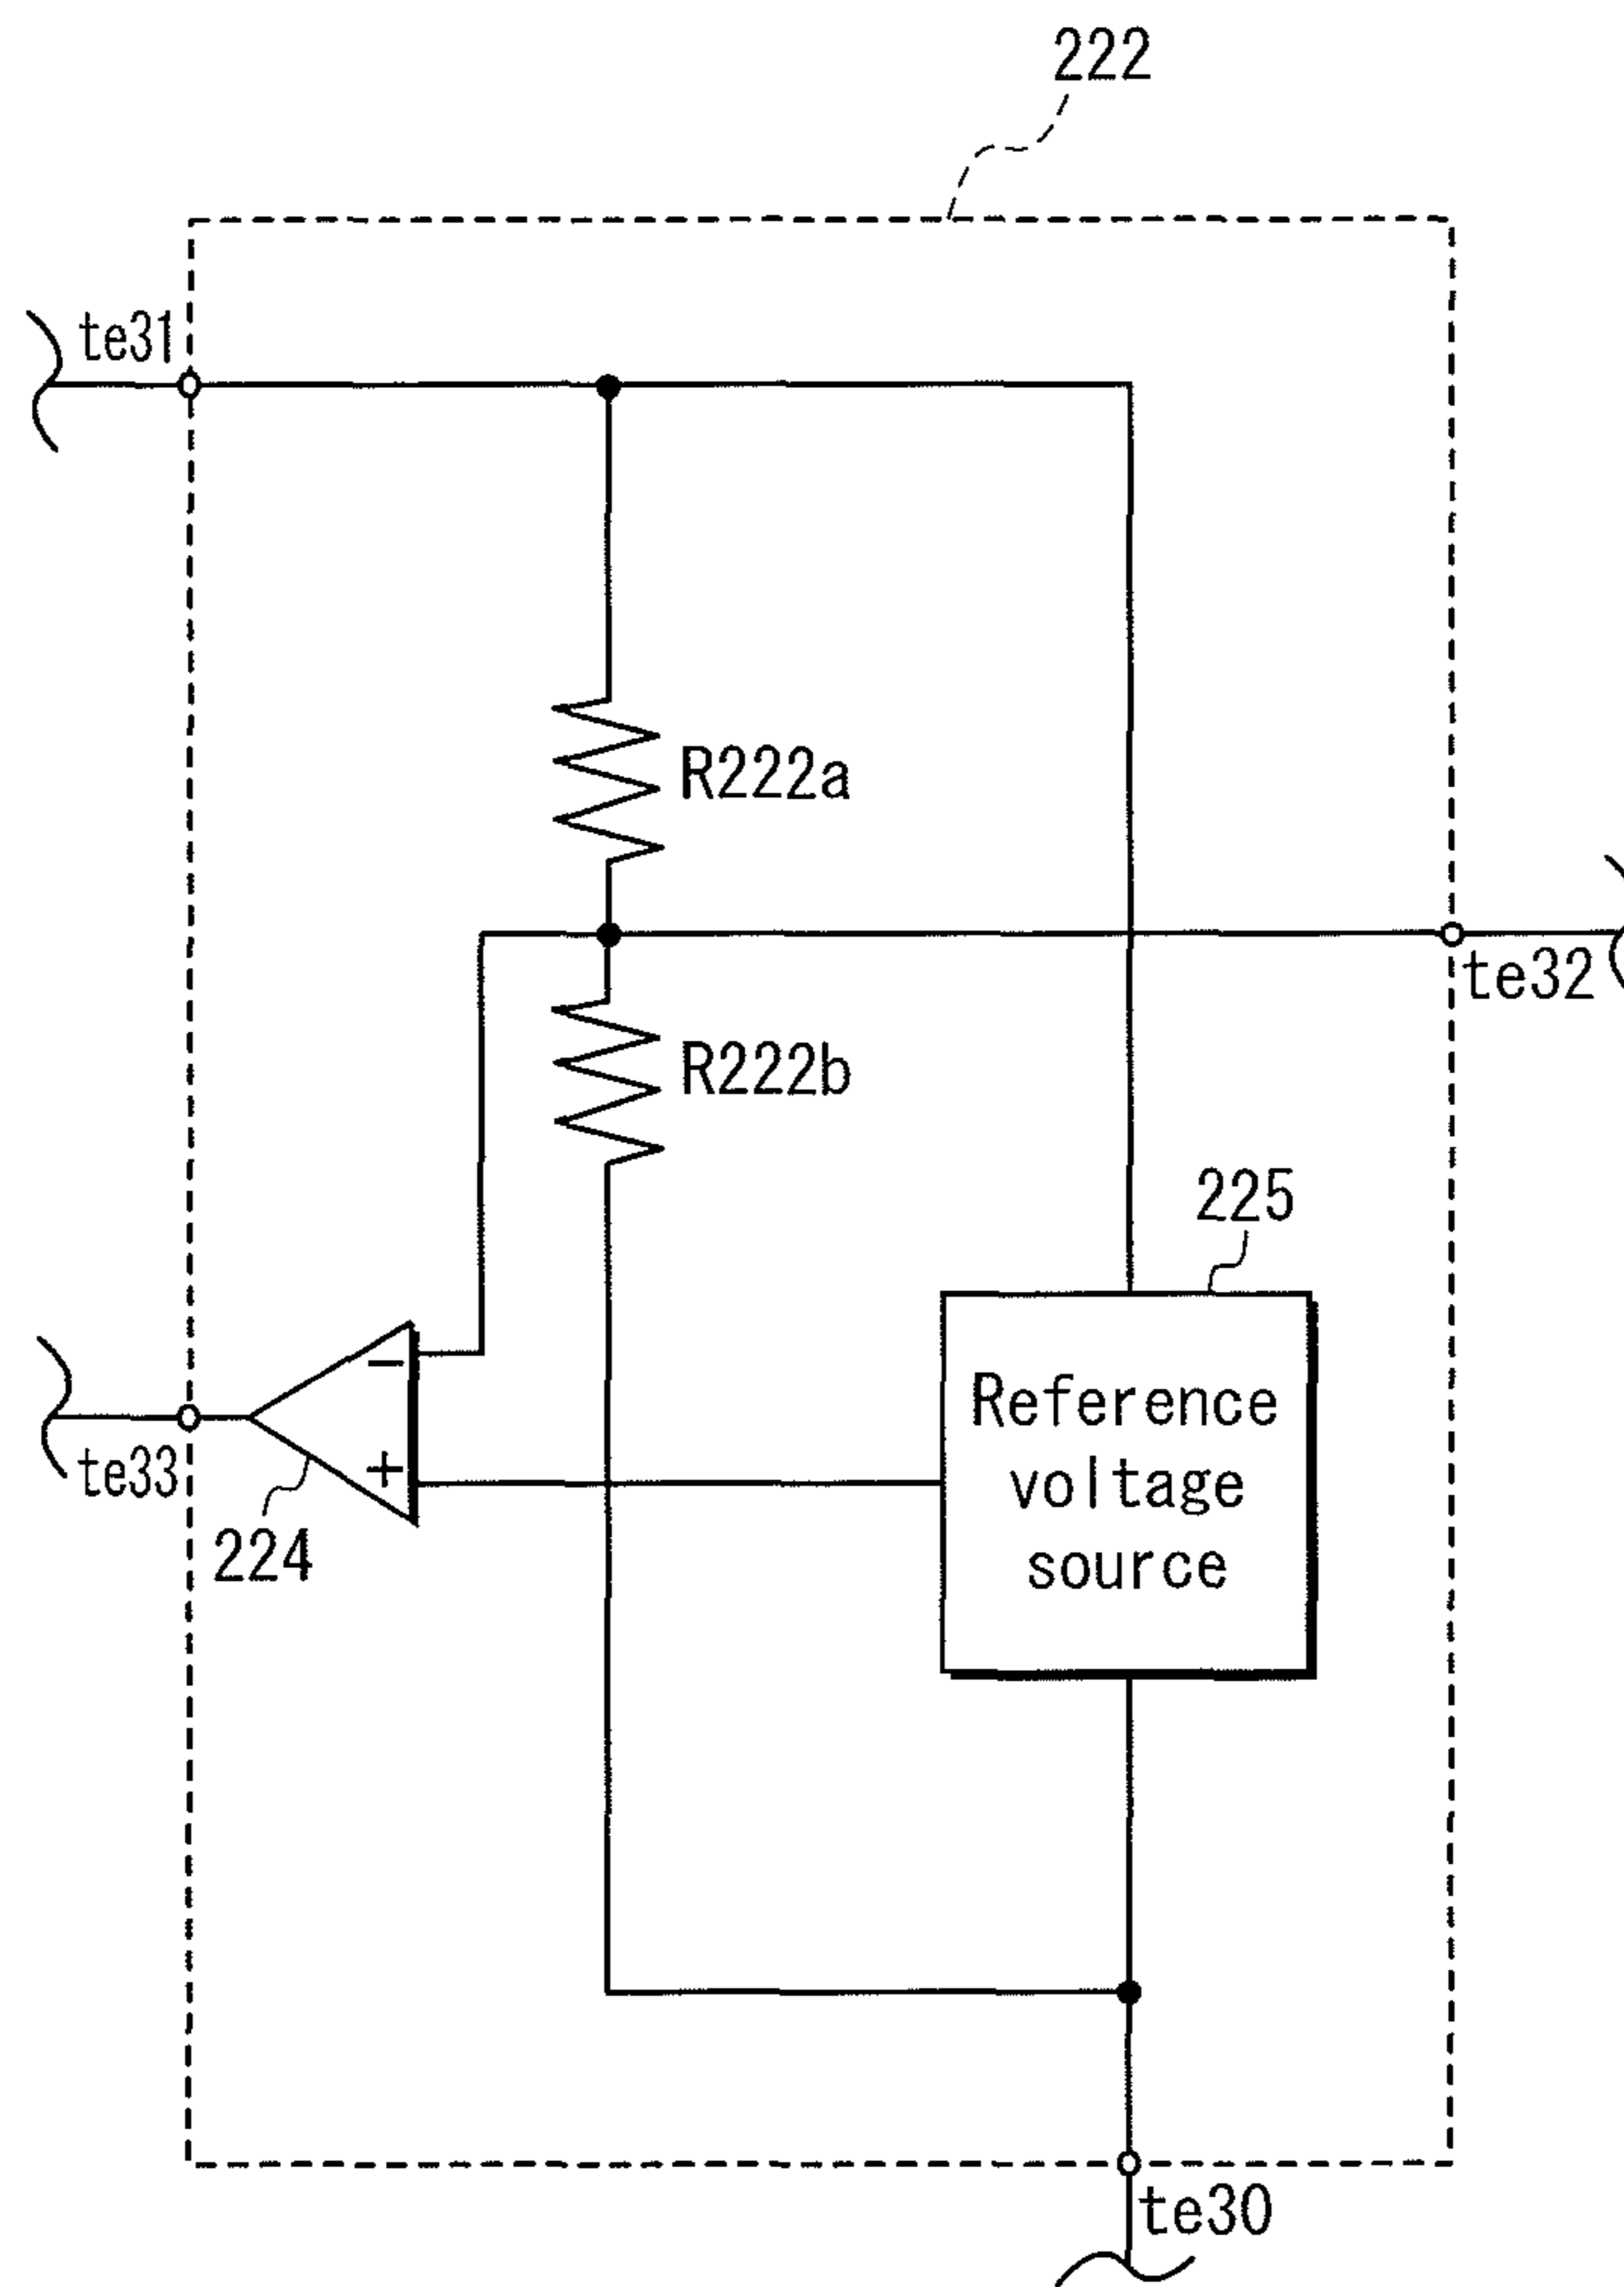 222
te31
R222a
te32
R222b
225
Reference
voltage
source
−
+
te33
224
te30